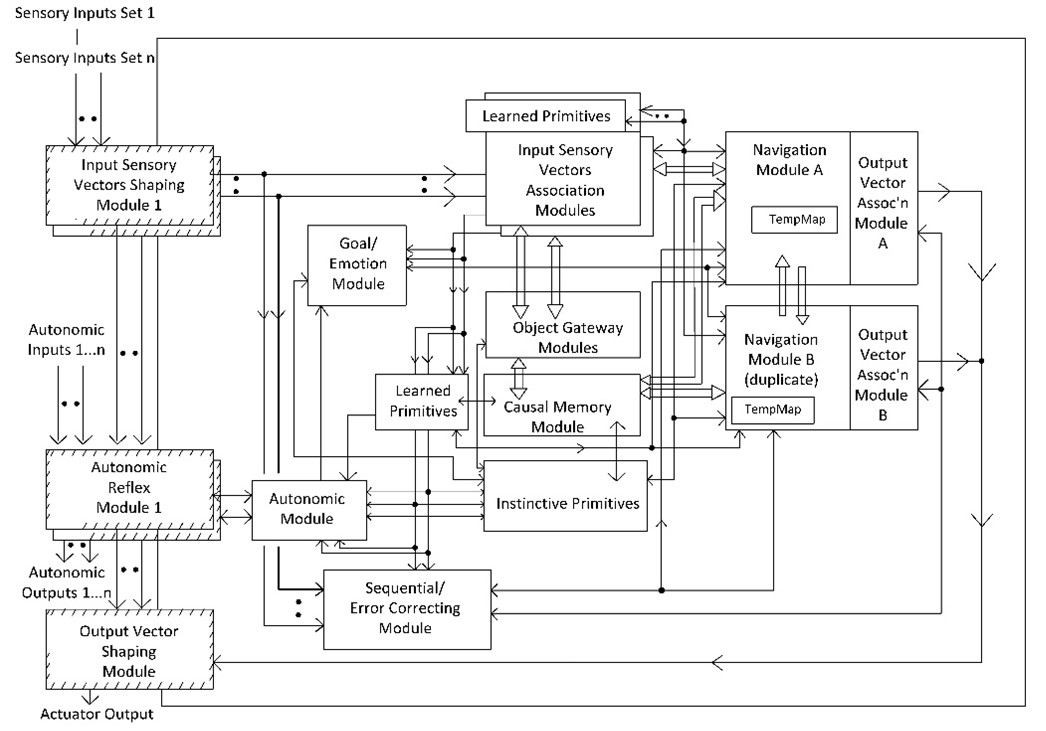 Sensory Inputs Set 1
Sensory Inputs Set n
Input Sensory
Vectors Shaping
Module 1
Learned Primitives
Input Sensory
Vectors
Association
Modules
Navigation
Module A
TempMap
Output
Vector
Assoc'n
Module
A
Goal/
Emotion
Module
Object Gateway
Modules
Navigation
Module B
(duplicate)
TempMap
Output
Vector
Assoc'n
Module
B
Autonomic
Inputs 1...n
Learned
Primitives
Causal Memory
Module
Autonomic
Reflex
Module 1
Autonomic
Module
Instinctive Primitives
Autonomic
Outputs 1...n
Sequential/
Error Correcting
Module
Output Vector
Shaping
Module
Actuator Output